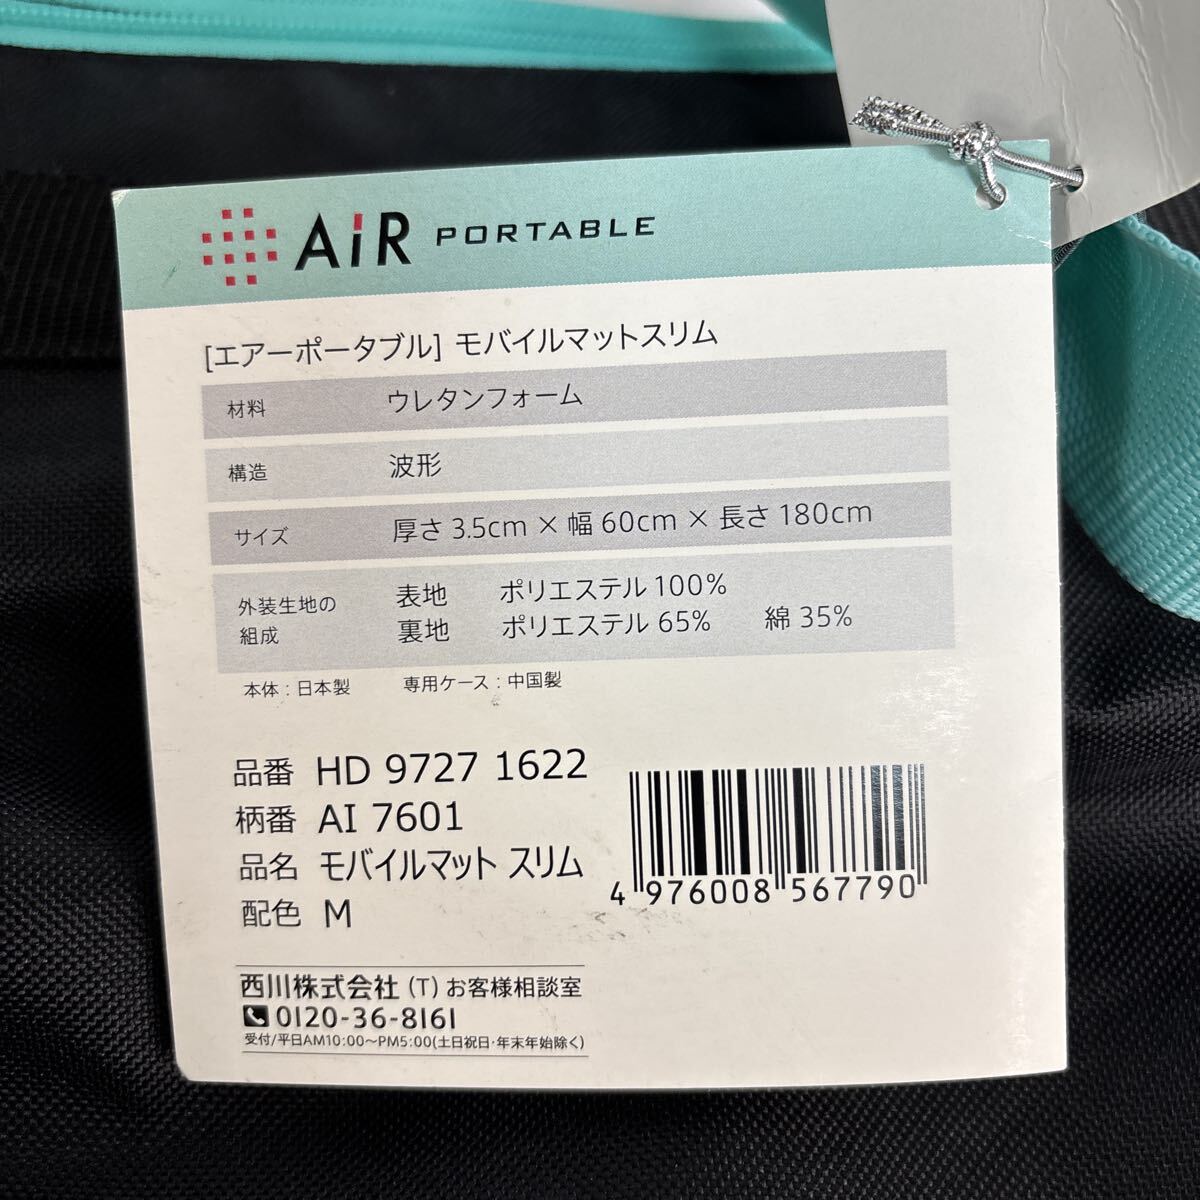 AiR PORTABLE
[エアーポータブル] モバイルマットスリム
材料 ウレタンフォーム
構造 波形
サイズ 厚さ 3.5cm × 幅 60cm × 長さ 180cm
外装生地の組成 表地 ポリエステル 100%
裏地 ポリエステル 65% 綿 35%
本体 : 日本製 専用ケース : 中国製
品番 HD 9727 1622
柄番 AI 7601
品名 モバイルマット スリム
配色 M
4 976008 567790
西川株式会社 (T) お客様相談室
0120-36-8161
受付/平日AM10:00~PM5:00(土日祝日・年末年始除く)